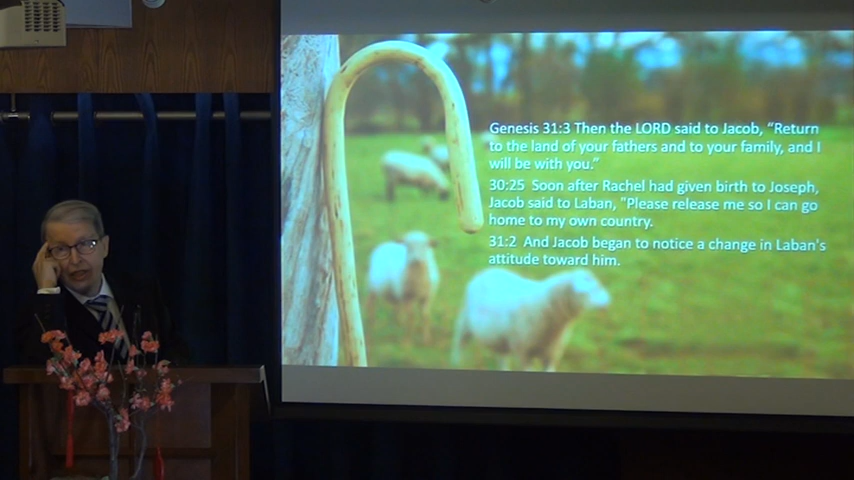 Genesis 31:3 Then the LORD said to Jacob, “Return
to the land of your fathers and to your family, and I
will be with you.”
30:25  Soon after Rachel had given birth to Joseph,
Jacob said to Laban, "Please release me so I can go
home to my own country.
31:2  And Jacob began to notice a change in Laban's
attitude toward him.